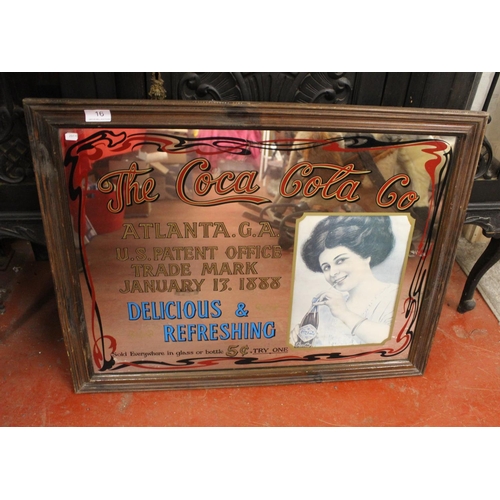 16
The Coca Cola Co
ATLANTA. G.A.
U.S. PATENT OFFICE
TRADE MARK
JANUARY 13. 1888
DELICIOUS &
REFRESHING
Sold Everywhere in glass or bottle 5¢. TRY ONE